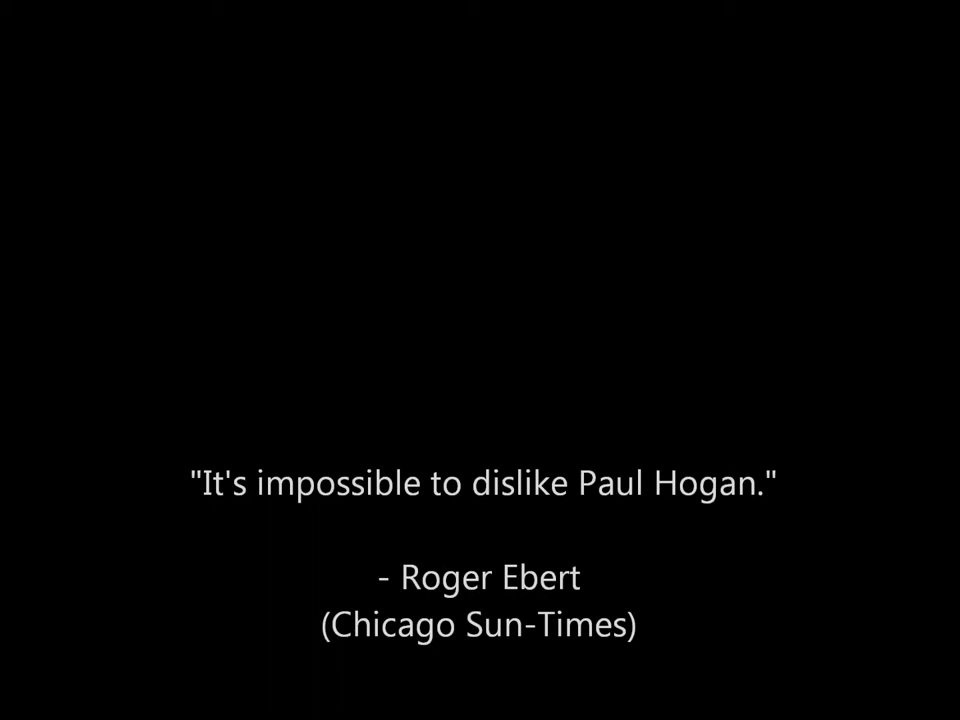 "It's impossible to dislike Paul Hogan."
- Roger Ebert
(Chicago Sun-Times)